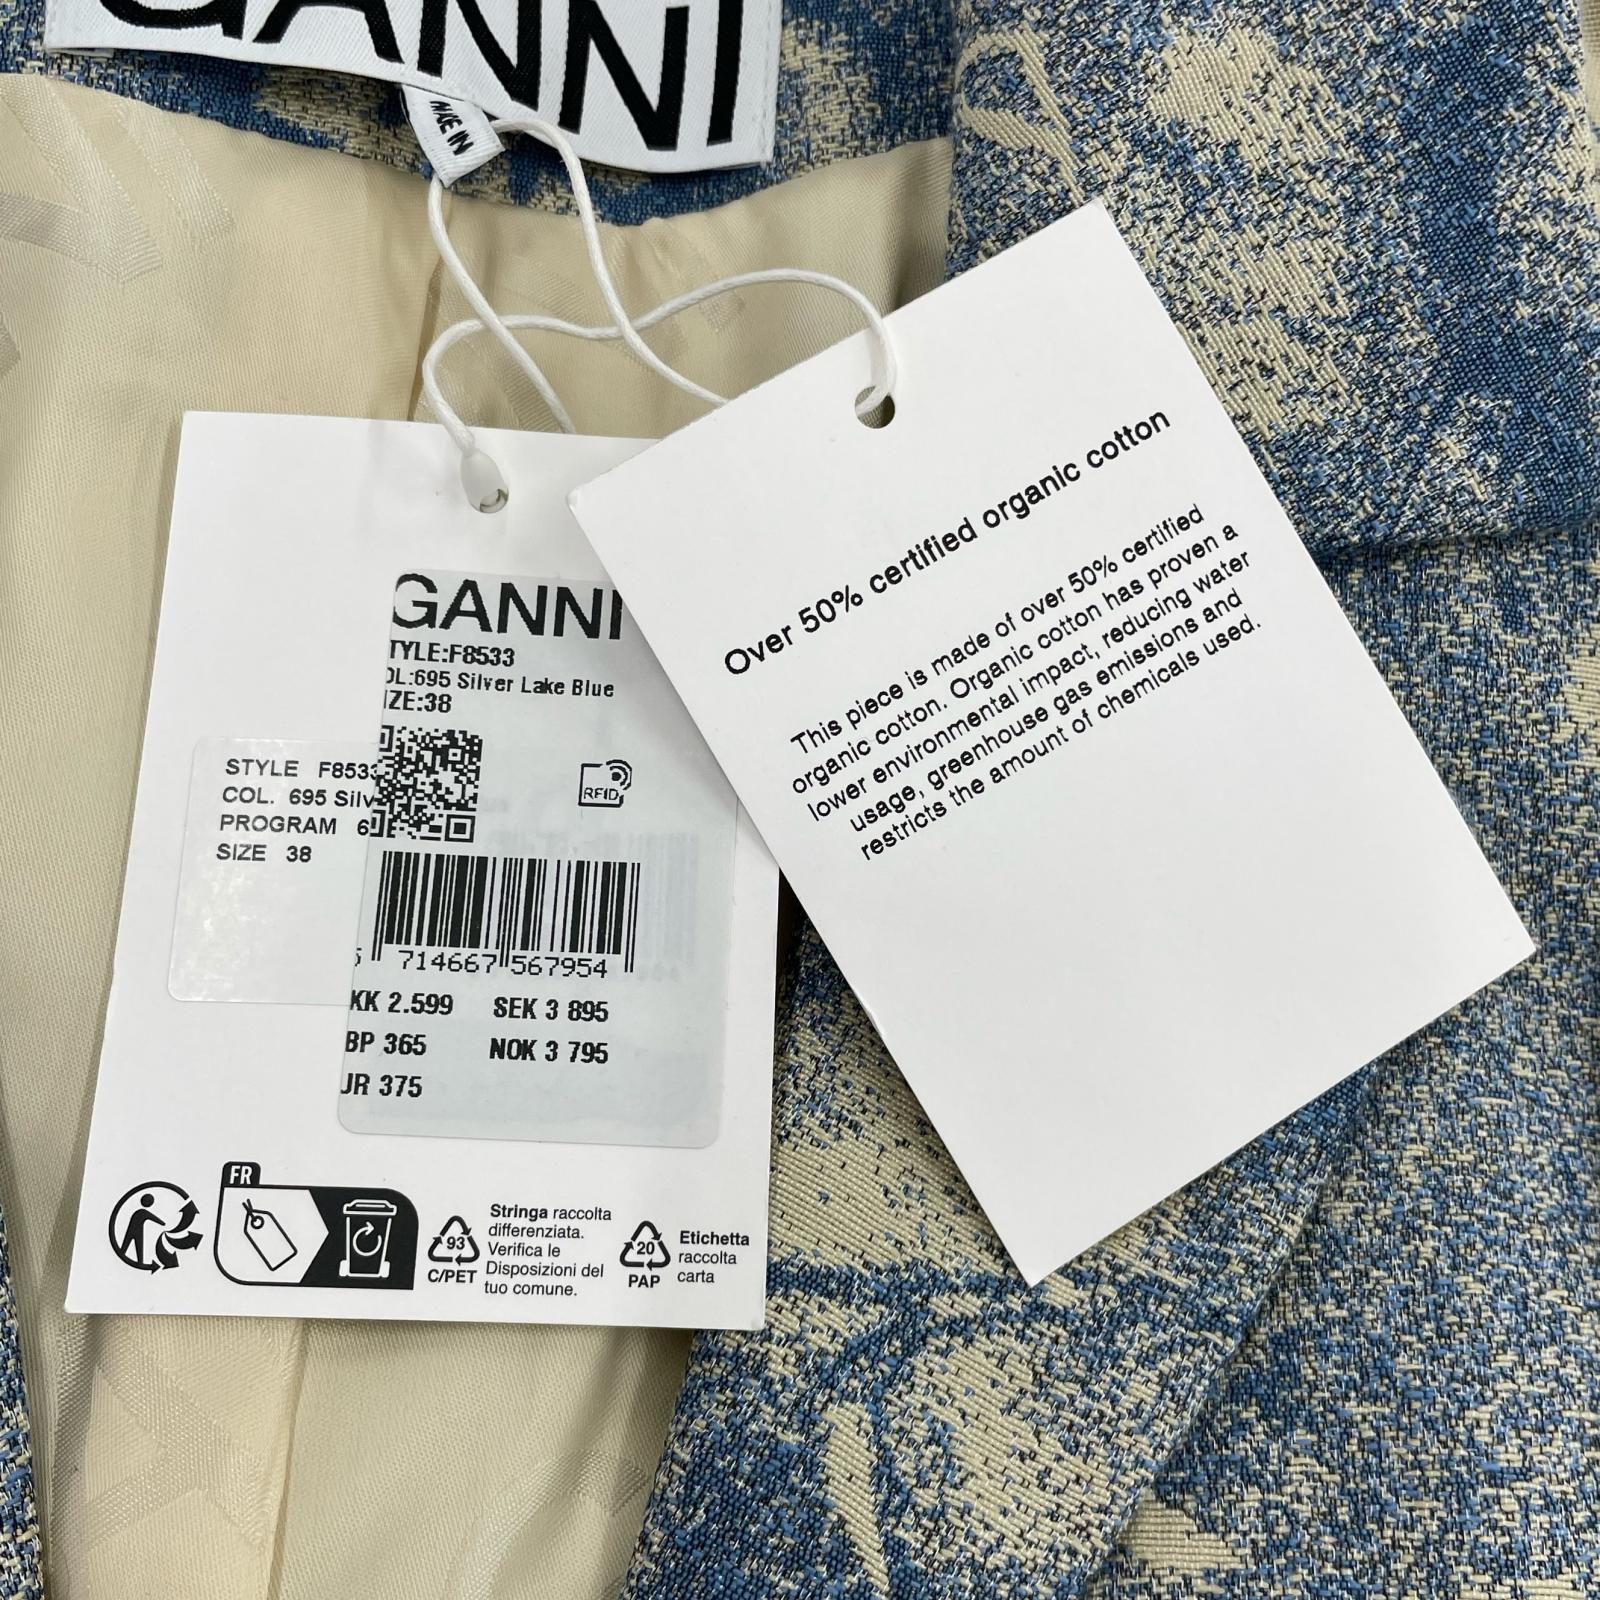 GANNI
MADE IN
GANNI
TYLE:F8533
OL:695 Silver Lake Blue
IZE:38
RFID
STYLE F8533
COL. 695 Silv
PROGRAM 6
SIZE 38
714667 567954
KK 2.599 SEK 3 895
BP 365 NOK 3 795
UR 375
FR
93
C/PET
Stringa raccolta
differenziata.
Verifica le
Disposizioni del
tuo comune.
20
PAP
Etichetta
raccolta
carta
Over 50% certified organic cotton
This piece is made of over 50% certified
organic cotton. Organic cotton has proven a
lower environmental impact, reducing water
usage, greenhouse gas emissions and
restricts the amount of chemicals used.